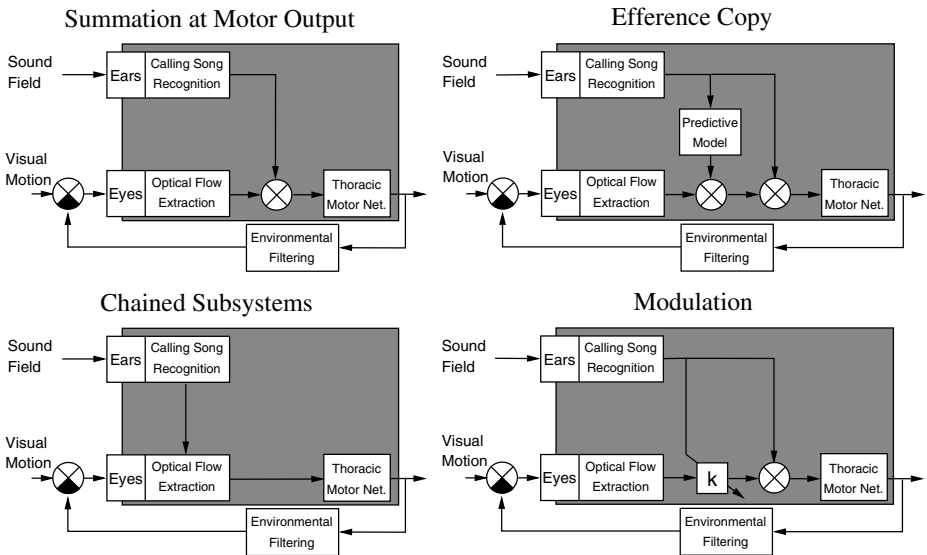 Summation at Motor Output
Sound
Field
Ears
Calling Song
Recognition
Visual
Motion
Eyes
Optical Flow
Extraction
Thoracic
Motor Net.
Environmental
Filtering
Efference Copy
Sound
Field
Ears
Calling Song
Recognition
Predictive
Model
Visual
Motion
Eyes
Optical Flow
Extraction
Thoracic
Motor Net.
Environmental
Filtering
Chained Subsystems
Sound
Field
Ears
Calling Song
Recognition
Visual
Motion
Eyes
Optical Flow
Extraction
Thoracic
Motor Net.
Environmental
Filtering
Modulation
Sound
Field
Ears
Calling Song
Recognition
Visual
Motion
Eyes
Optical Flow
Extraction
k
Thoracic
Motor Net.
Environmental
Filtering